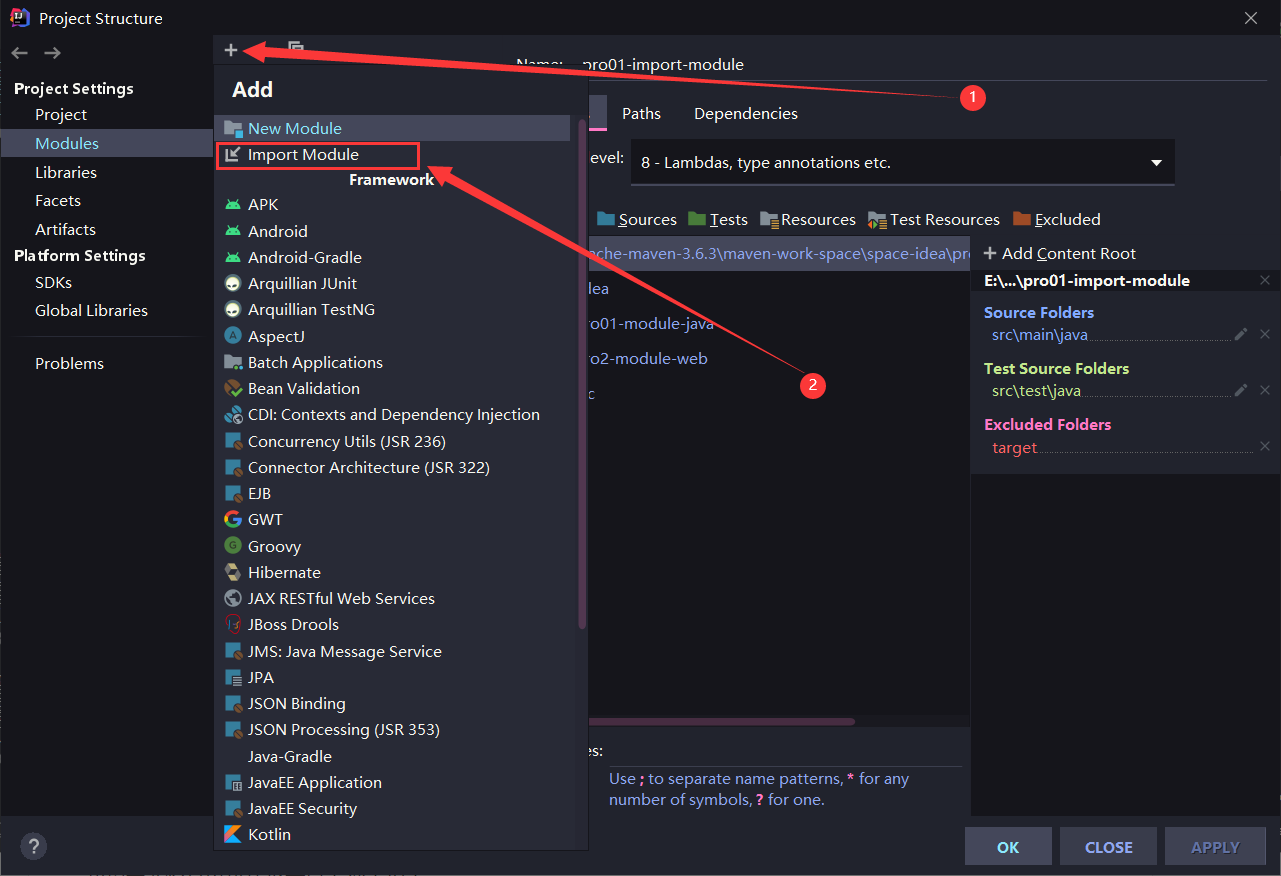 Project Structure
Project Settings
Project
Modules
Libraries
Facets
Artifacts
Platform Settings
SDKs
Global Libraries
Problems
Add
New Module
Import Module
Framework
APK
Android
Android-Gradle
Arquillian JUnit
Arquillian TestNG
AspectJ
Batch Applications
Bean Validation
CDI: Contexts and Dependency Injection
Concurrency Utils (JSR 236)
Connector Architecture (JSR 322)
EJB
GWT
Groovy
Hibernate
JAX RESTful Web Services
JBoss Drools
JMS: Java Message Service
JPA
JSON Binding
JSON Processing (JSR 353)
Java-Gradle
JavaEE Application
JavaEE Security
Kotlin
Name: pro01-import-module
1
Paths Dependencies
evel: 8 - Lambdas, type annotations etc.
Sources Tests Resources Test Resources Excluded
che-maven-3.6.3\maven-work-space\space-idea\pr
lea
ro01-module-java
ro2-module-web
2
c
+ Add Content Root
E:\...\pro01-import-module
Source Folders
src\main\java
Test Source Folders
src\test\java
Excluded Folders
target
es:
Use ; to separate name patterns, * for any
number of symbols, ? for one.
?
OK CLOSE APPLY